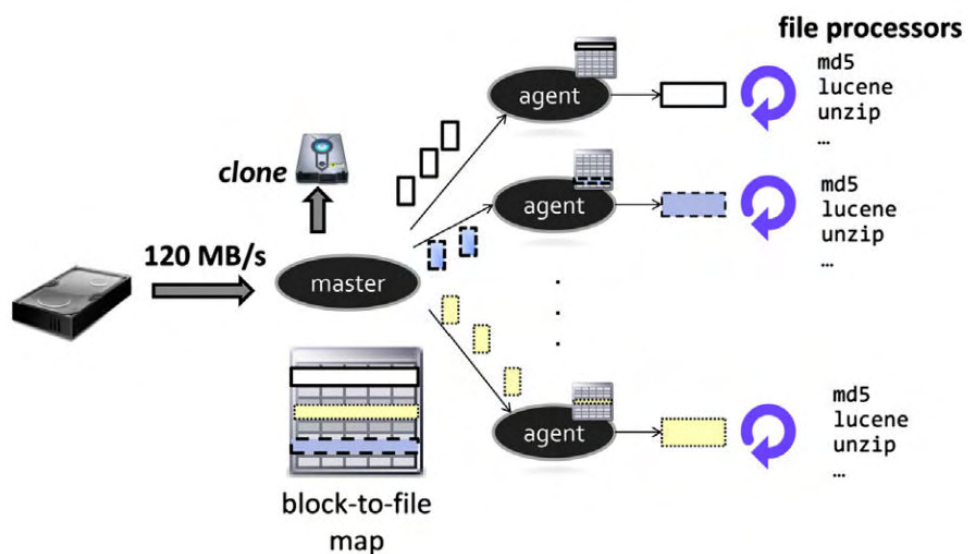 file processors
md5
lucene
unzip
…
agent
clone
md5
lucene
unzip
…
agent
120 MB/s
master
md5
lucene
unzip
…
agent
block-to-file
map